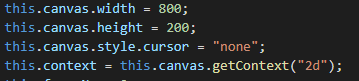 this.canvas.width = 800;
this.canvas.height = 200;
this.canvas.style.cursor = "none";
this.context = this.canvas.getContext("2d");